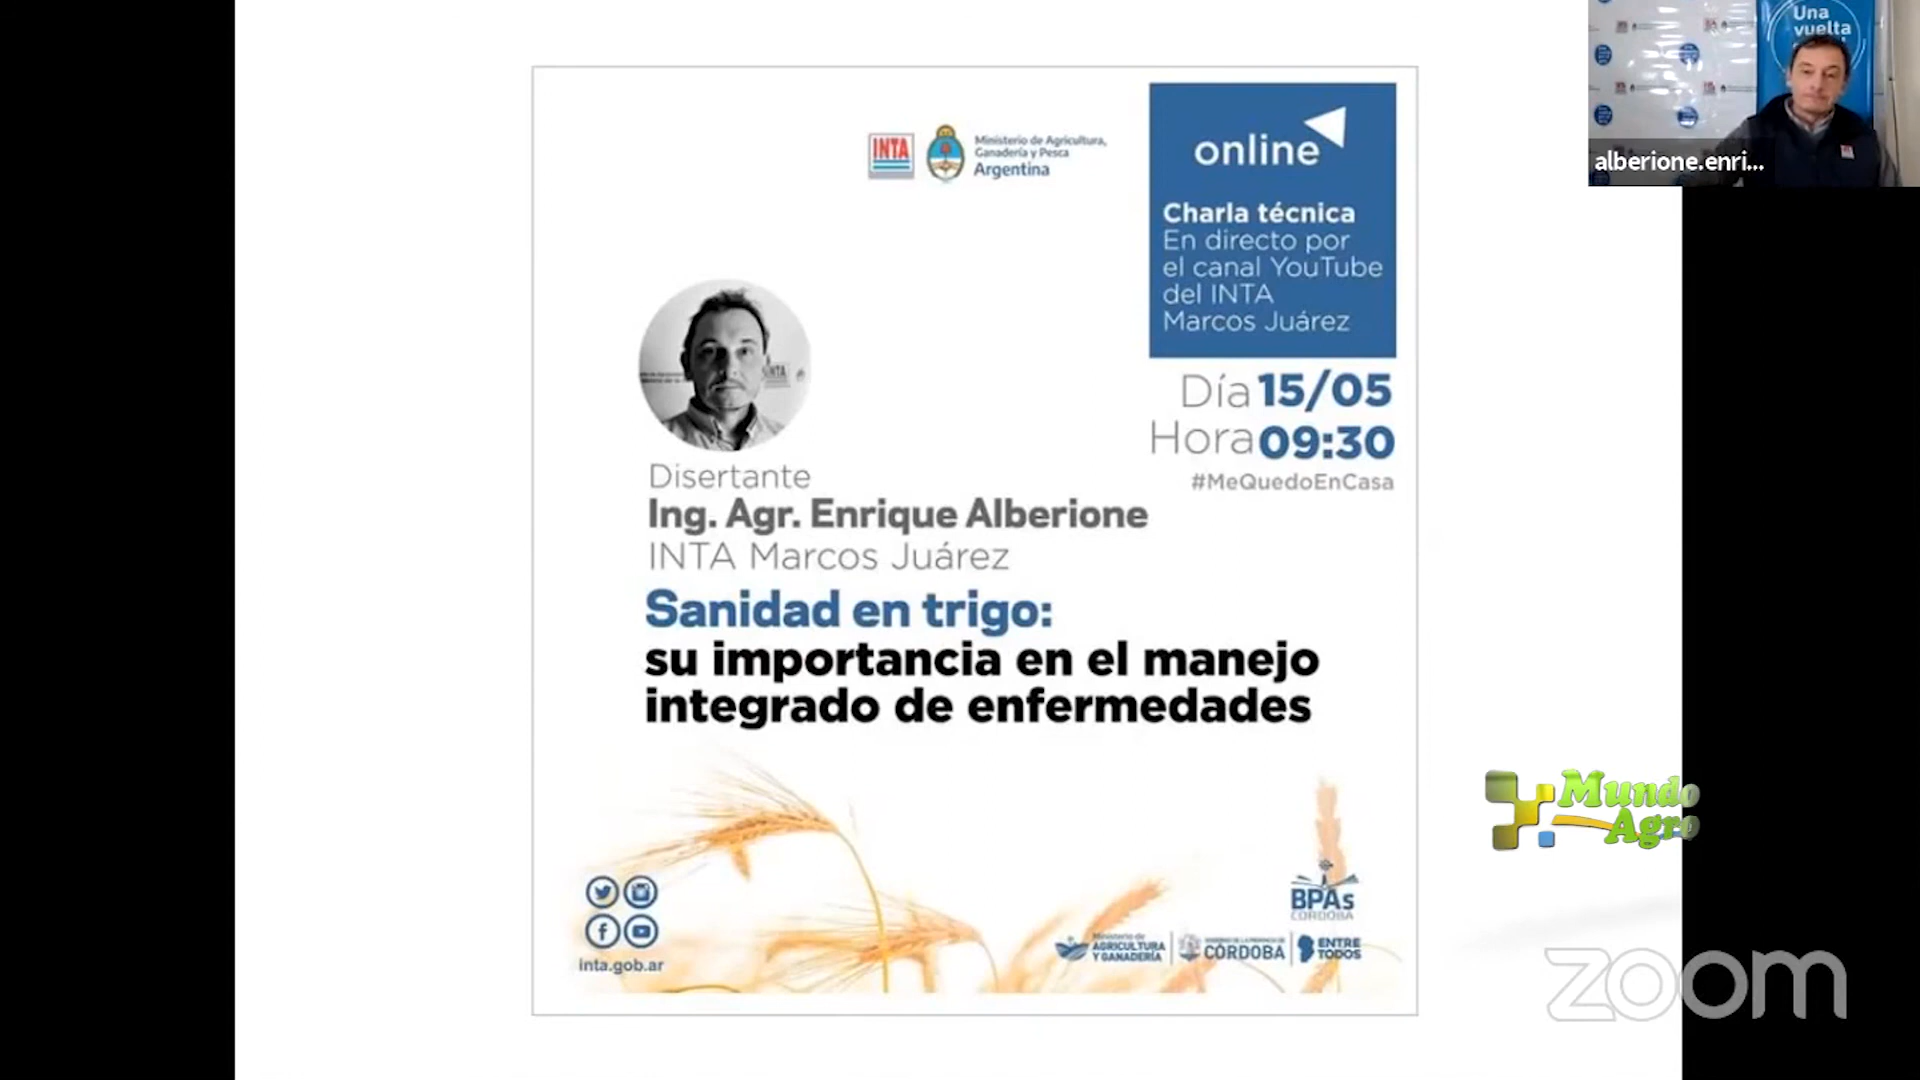 INTA
Ministerio de Agricultura,
Ganadería y Pesca
Argentina
online
Charla técnica
En directo por
el canal YouTube
del INTA
Marcos Juárez
Día 15/05
Hora 09:30
#MeQuedoEnCasa
Disertante
Ing. Agr. Enrique Alberione
INTA Marcos Juárez
Sanidad en trigo:
su importancia en el manejo
integrado de enfermedades
inta.gob.ar
BPAs
CÓRDOBA
Ministerio de
AGRICULTURA
Y GANADERÍA
CÓRDOBA
ENTRE
TODOS
Una
vuelta
alberione.enri...
Mundo
Agro
zoom